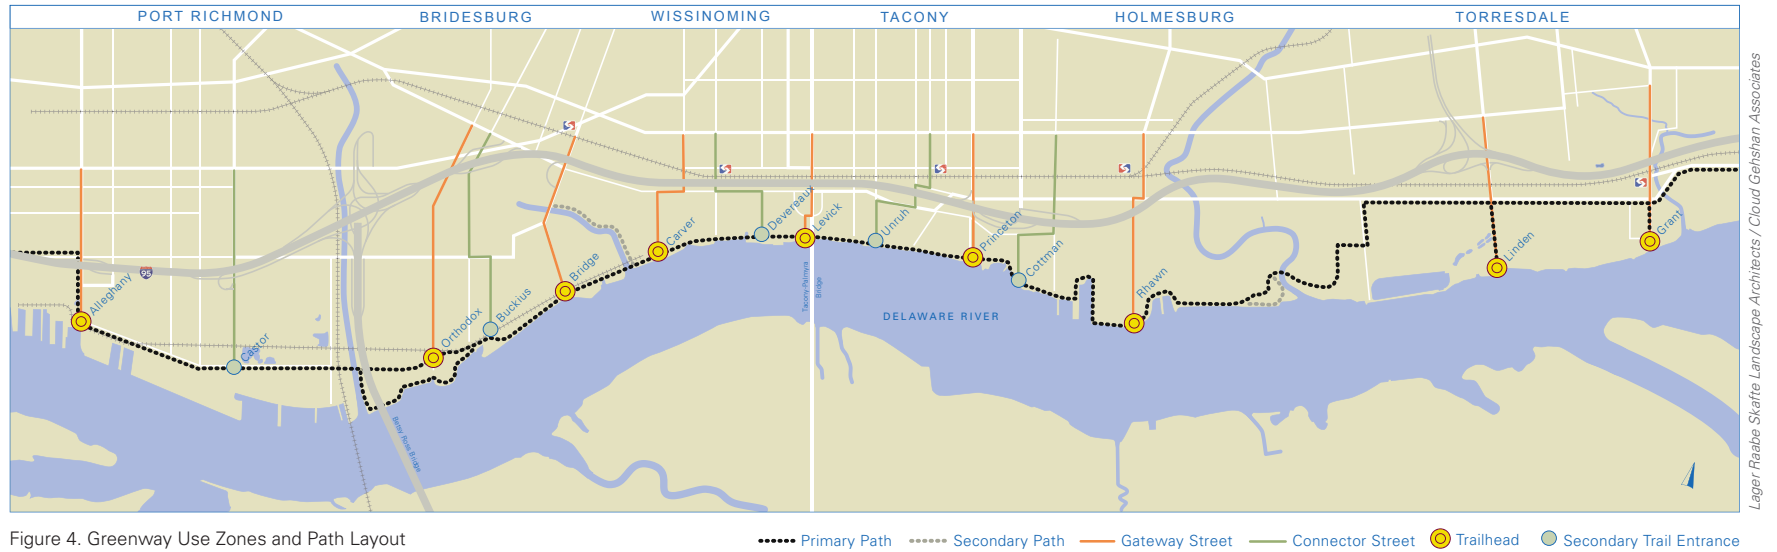 PORT RICHMOND
BRIDESBURG
WISSINOMING
TACONY
HOLMESBURG
TORRESDALE
95
Alleghany
Castor
Orthodox
Buckius
Bridge
Carver
Devereaux
Levick
Unruh
Princeton
Cottman
Rhawn
Linden
Grant
Betsy Ross Bridge
Tacony-Palmyra
Bridge
DELAWARE RIVER
Lager Raabe Skafte Landscape Architects / Cloud Gehshan Associates
Figure 4. Greenway Use Zones and Path Layout
Primary Path
Secondary Path
Gateway Street
Connector Street
Trailhead
Secondary Trail Entrance